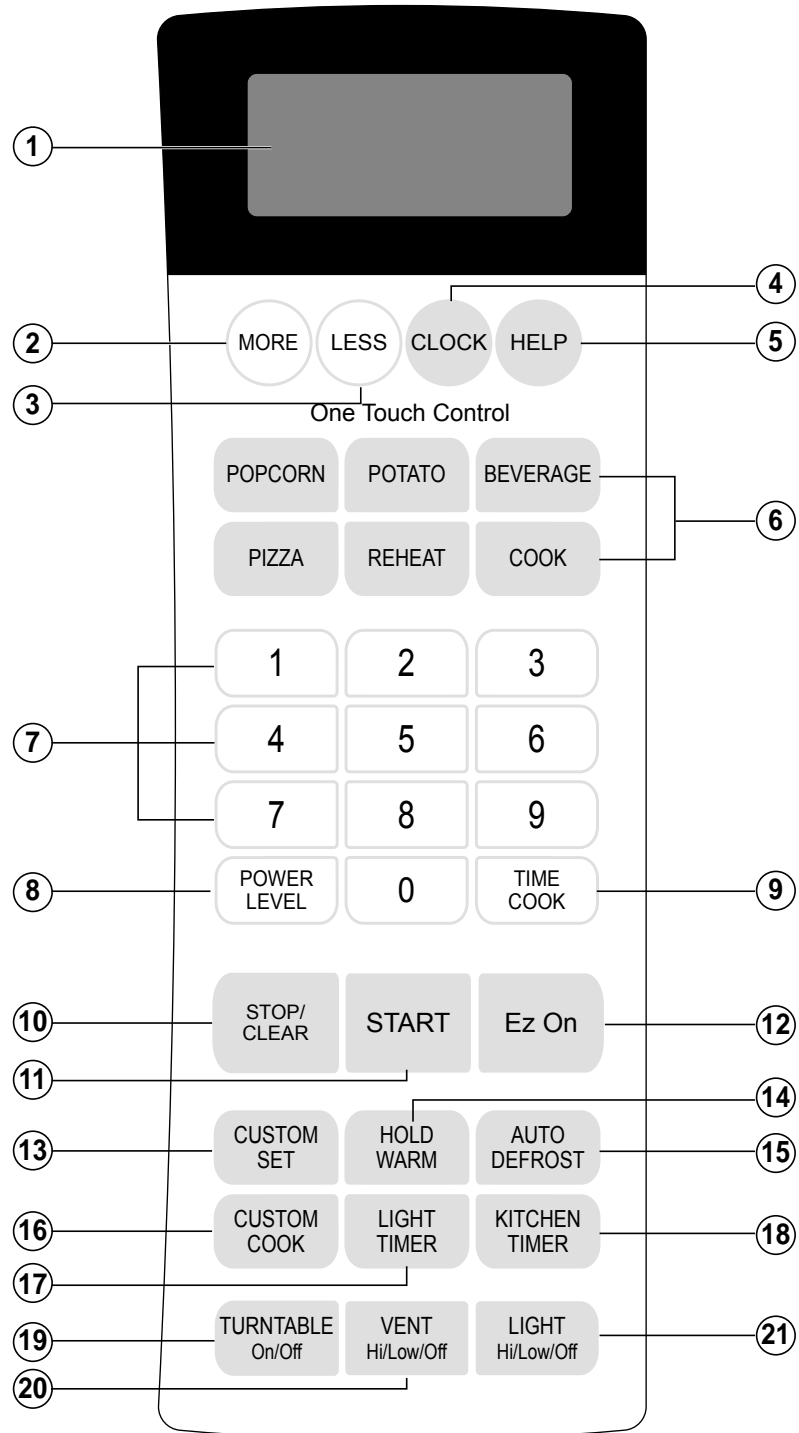 1
4
2
MORE
LESS
CLOCK
HELP
5
3
One Touch Control
POPCORN
POTATO
BEVERAGE
6
PIZZA
REHEAT
COOK
1
2
3
7
4
5
6
7
8
9
8
POWER
LEVEL
0
TIME
COOK
9
10
STOP/
CLEAR
START
Ez On
12
11
14
13
CUSTOM
SET
HOLD
WARM
AUTO
DEFROST
15
16
CUSTOM
COOK
LIGHT
TIMER
KITCHEN
TIMER
18
17
19
TURNTABLE
On/Off
VENT
Hi/Low/Off
LIGHT
Hi/Low/Off
21
20